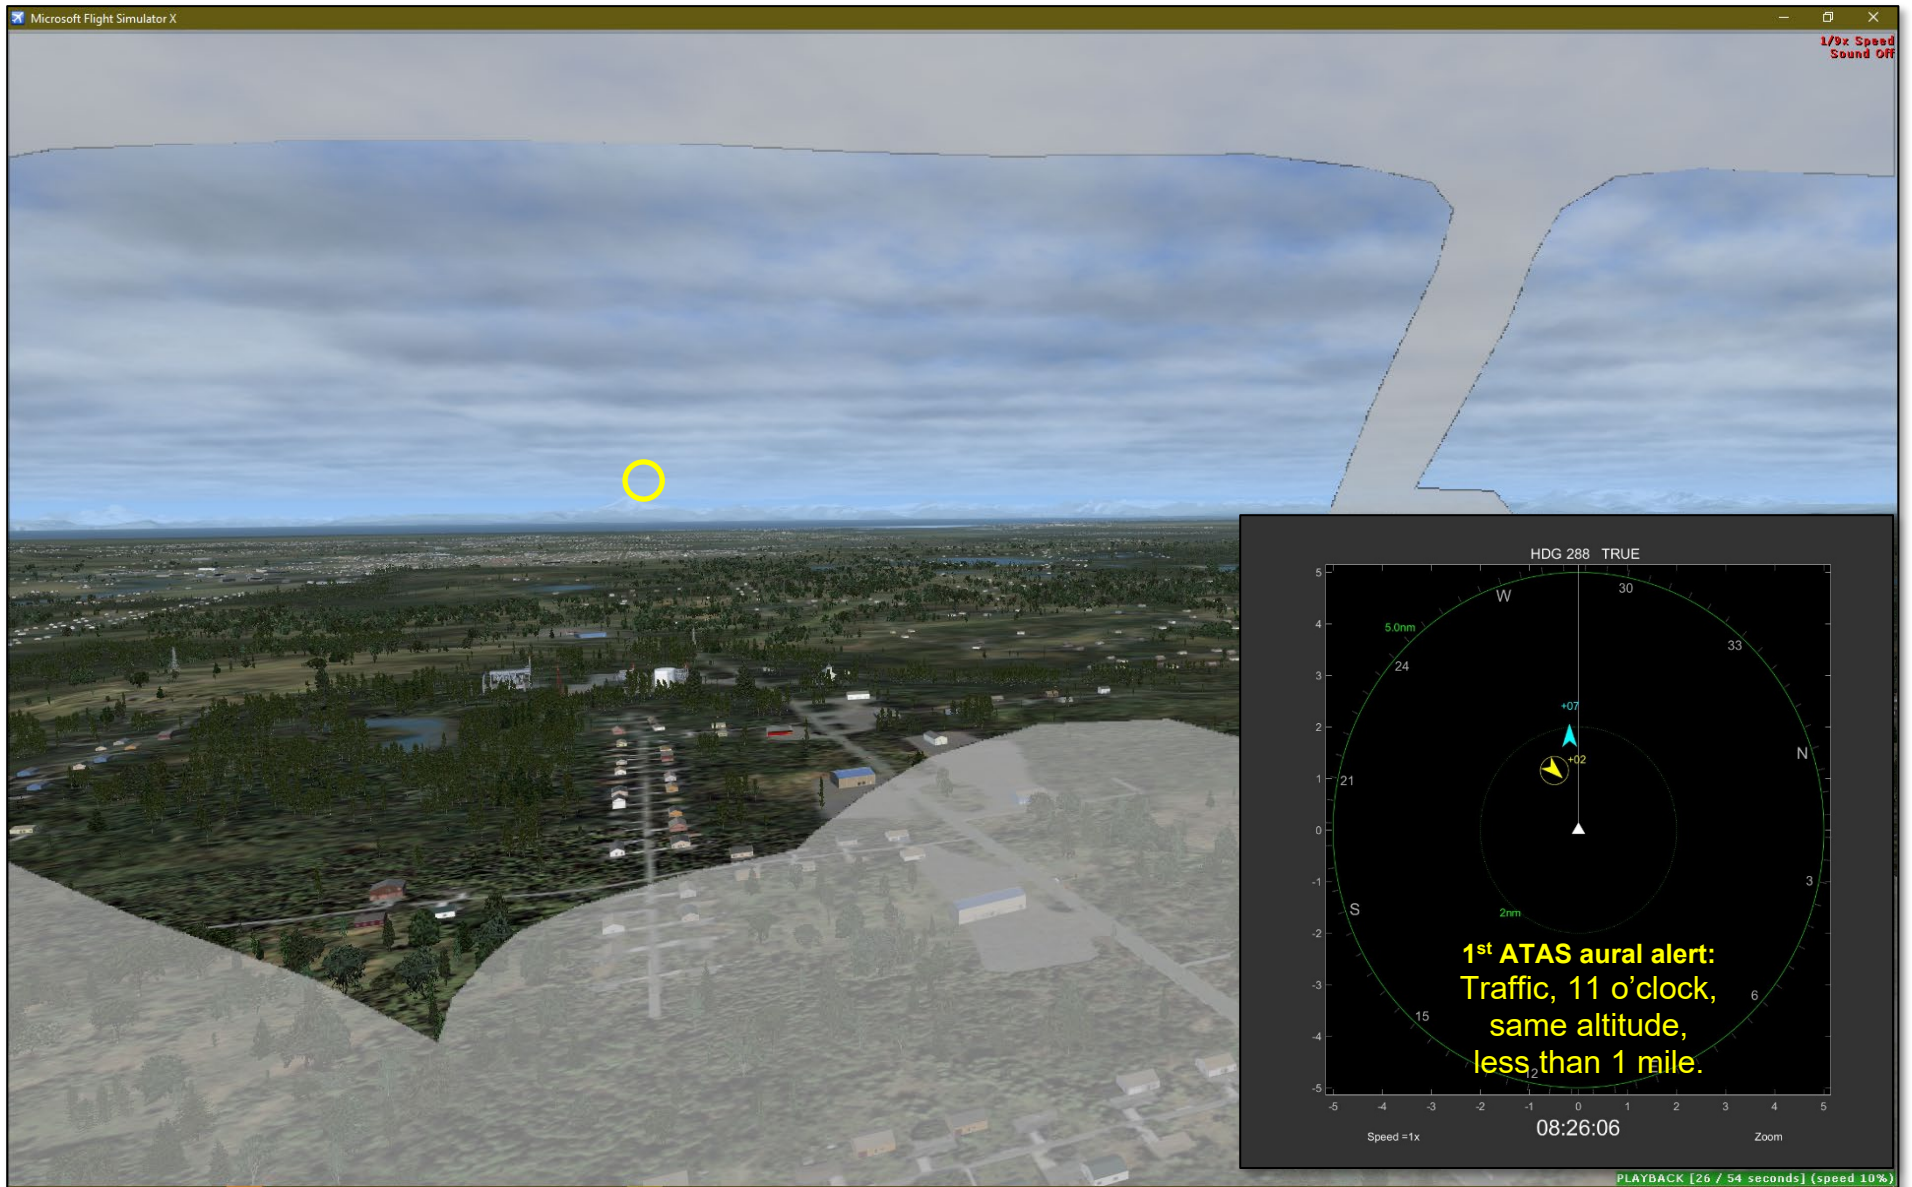 Microsoft Flight Simulator X
1/9x Speed
Sound Off
HDG 288 TRUE
5
4
3
2
1
0
-1
-2
-3
-4
-5
W
30
5.0nm
33
24
+07
N
+02
21
3
S
2nm
1st ATAS aural alert:
Traffic, 11 o’clock,
same altitude,
less than 1 mile.
6
15
12
E
-5 -4 -3 -2 -1 0 1 2 3 4 5
08:26:06
Speed =1x
Zoom
PLAYBACK [26 / 54 seconds] (speed 10%)